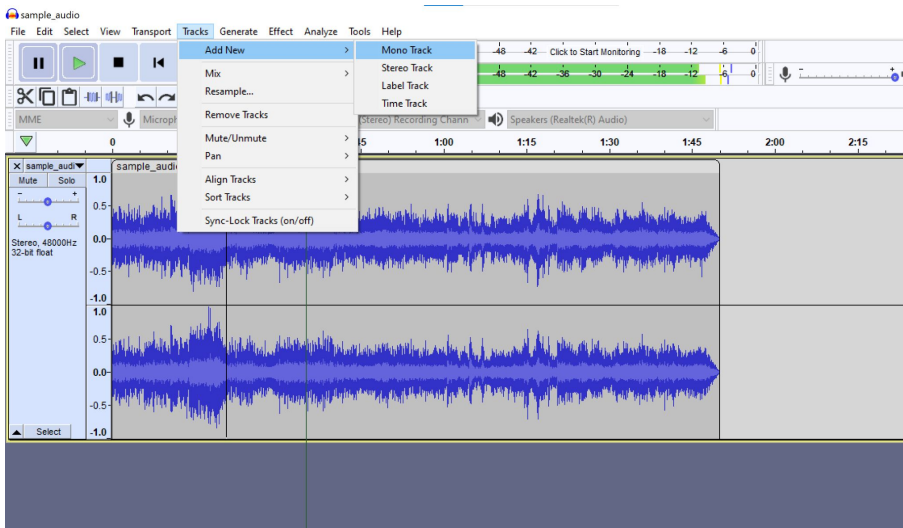 sample_audio
File Edit Select View Transport Tracks Generate Effect Analyze Tools Help
Add New > Mono Track
-48 -42 Click to Start Monitoring -18 -12 -6 0
Stereo Track
-48 -42 -36 -30 -24 -18 -12 -6 0
Mix >
Label Track
Resample...
Time Track
Remove Tracks
MME
(Stereo) Recording Chann
Speakers (Realtek(R) Audio)
Mute/Unmute >
0 1:00 1:15 1:30 1:45 2:00 2:15
Pan >
X sample_audi
sample_audi
Mute Solo
Align Tracks >
Sort Tracks >
Sync-Lock Tracks (on/off)
- +
L R
Stereo, 48000Hz
32-bit float
1.0
0.5-
0.0-
-0.5-
-1.0
1.0
0.5-
0.0-
-0.5-
-1.0
Select